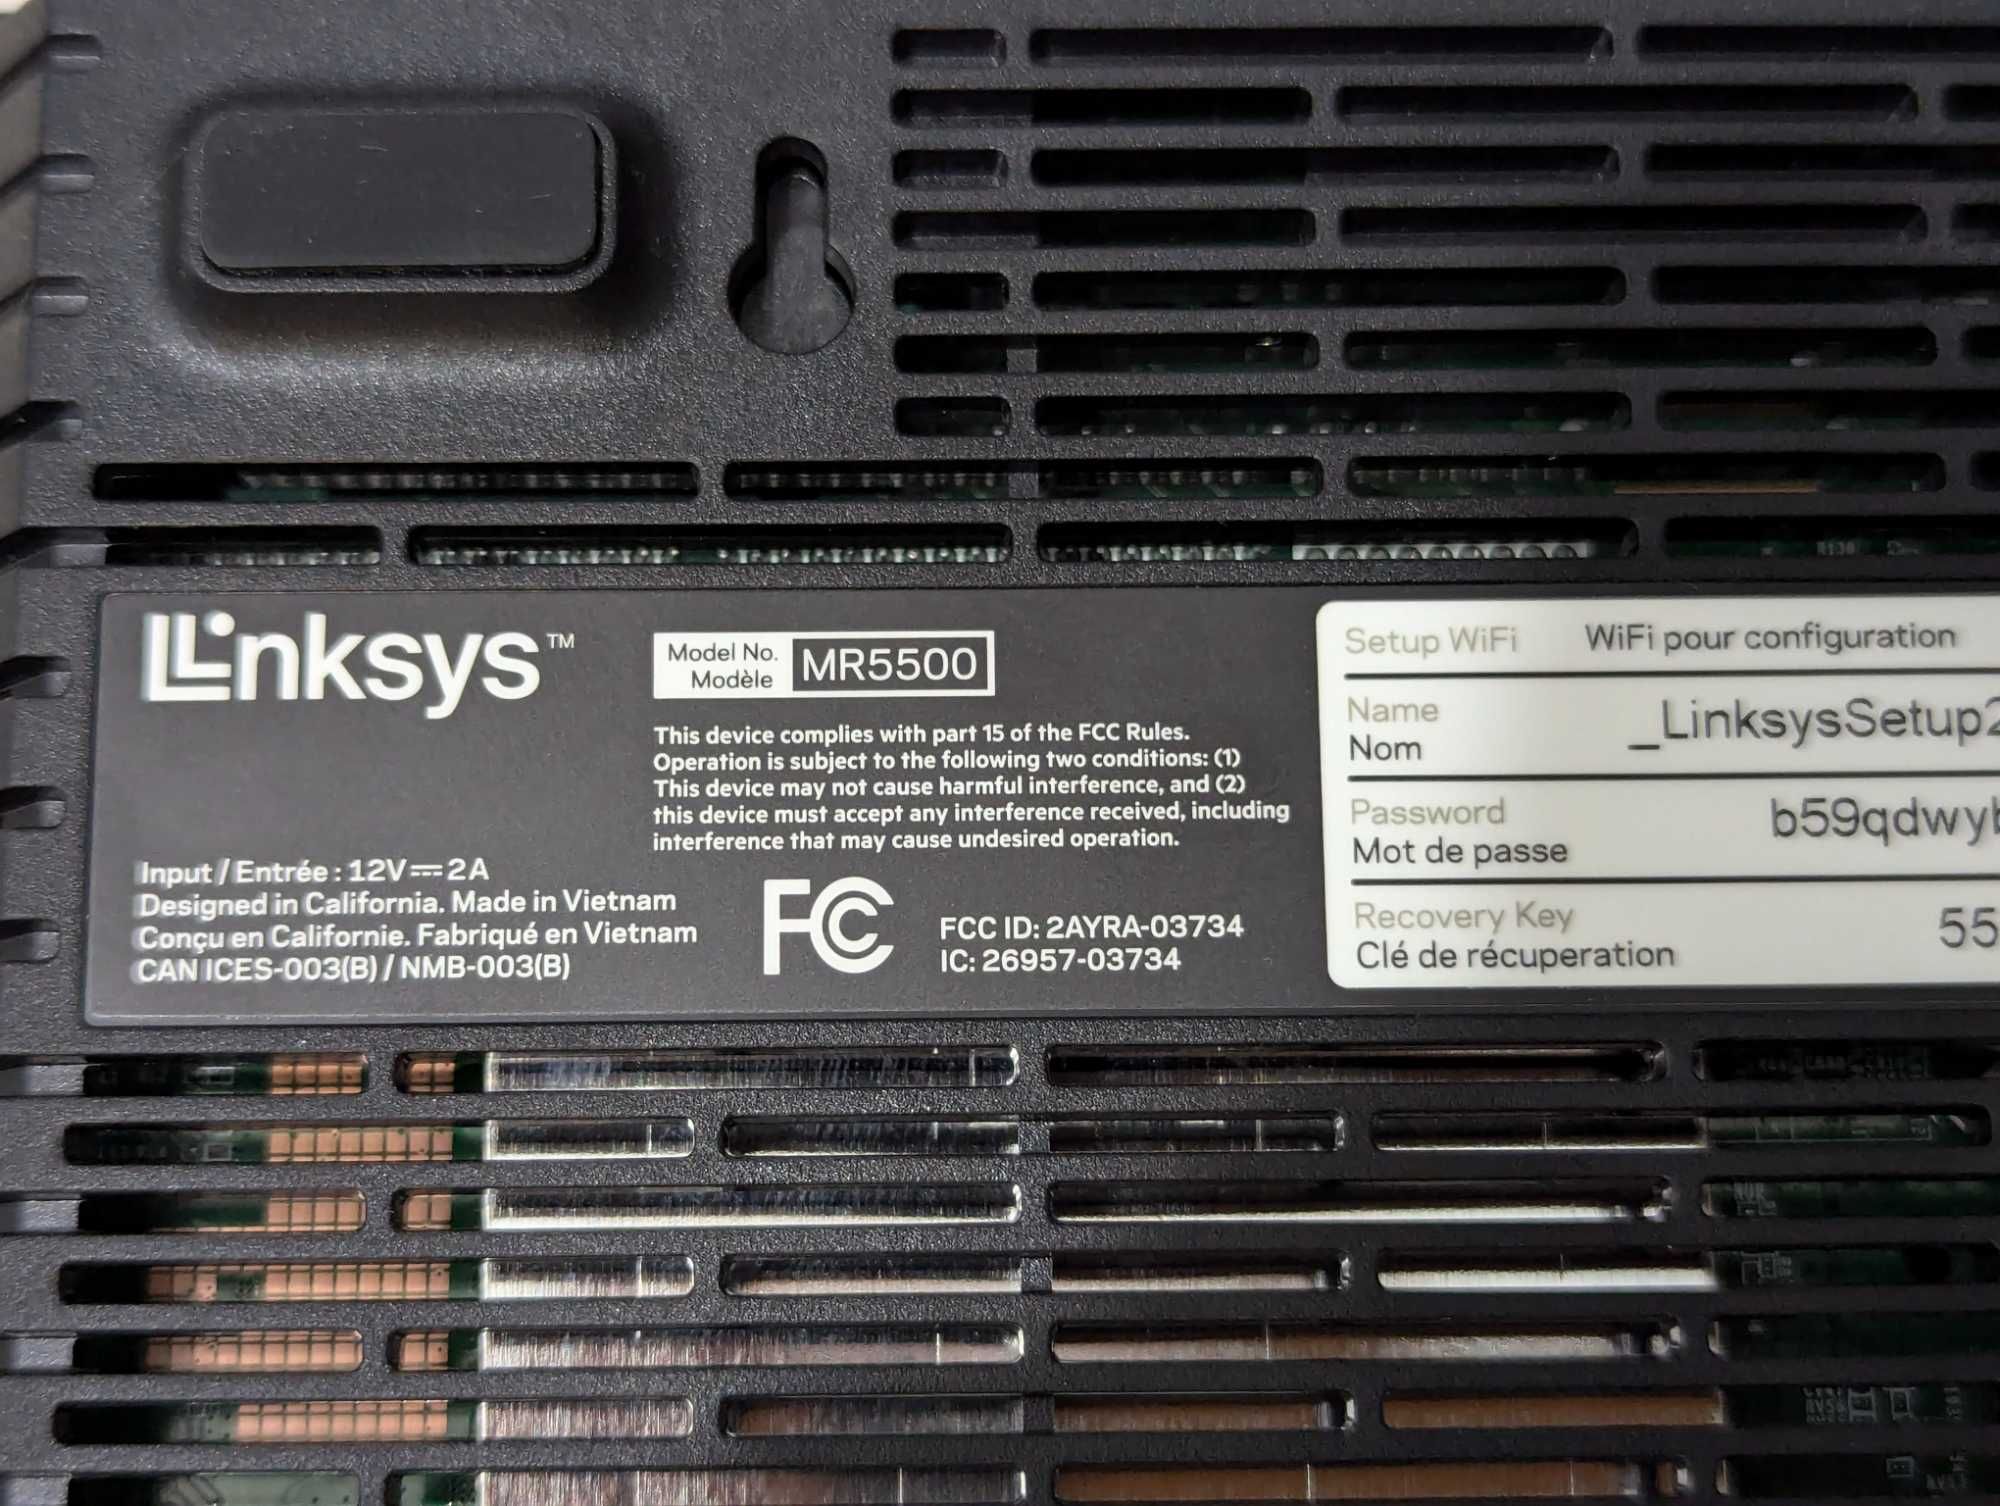 Linksys™
Model No.
Modèle
MR5500
This device complies with part 15 of the FCC Rules.
Operation is subject to the following two conditions: (1)
This device may not cause harmful interference, and (2)
this device must accept any interference received, including
interference that may cause undesired operation.
Input / Entrée : 12V⎓2A
Designed in California. Made in Vietnam
Conçu en Californie. Fabriqué en Vietnam
CAN ICES-003(B) / NMB-003(B)
FC
FCC ID: 2AYRA-03734
IC: 26957-03734
Setup WiFi WiFi pour configuration
Name
Nom
_LinksysSetup2
Password
Mot de passe
b59qdwyb
Recovery Key
Clé de récuperation
55